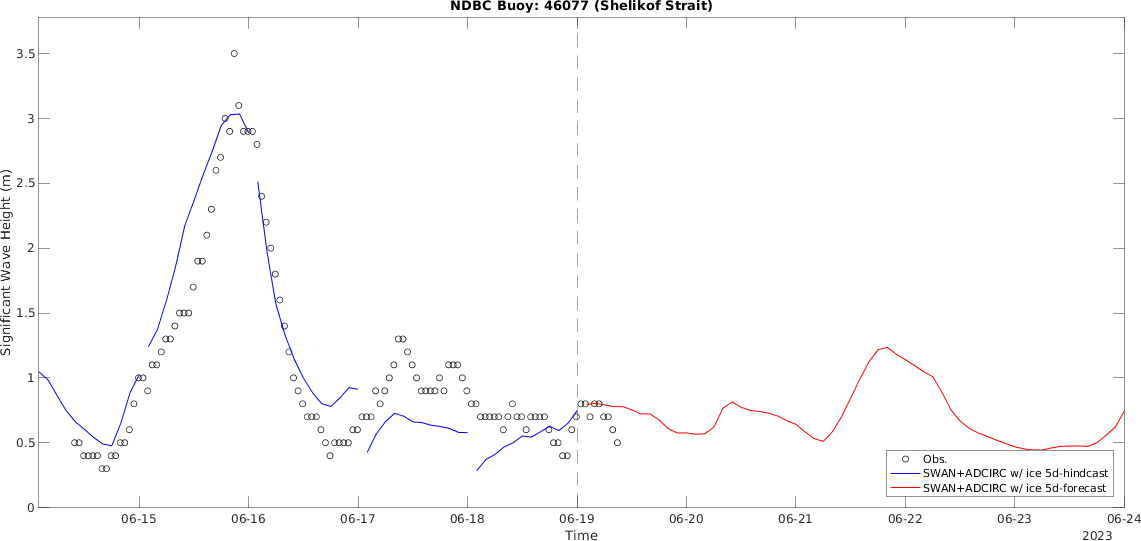 NDBC Buoy: 46077 (Shelikof Strait)
Significant Wave Height (m)
3.5
3
2.5
2
1.5
1
0.5
0
Obs.
SWAN+ADCIRC w/ ice 5d-hindcast
SWAN+ADCIRC w/ ice 5d-forecast
06-15 06-16 06-17 06-18 06-19 06-20 06-21 06-22 06-23 06-24
Time
2023